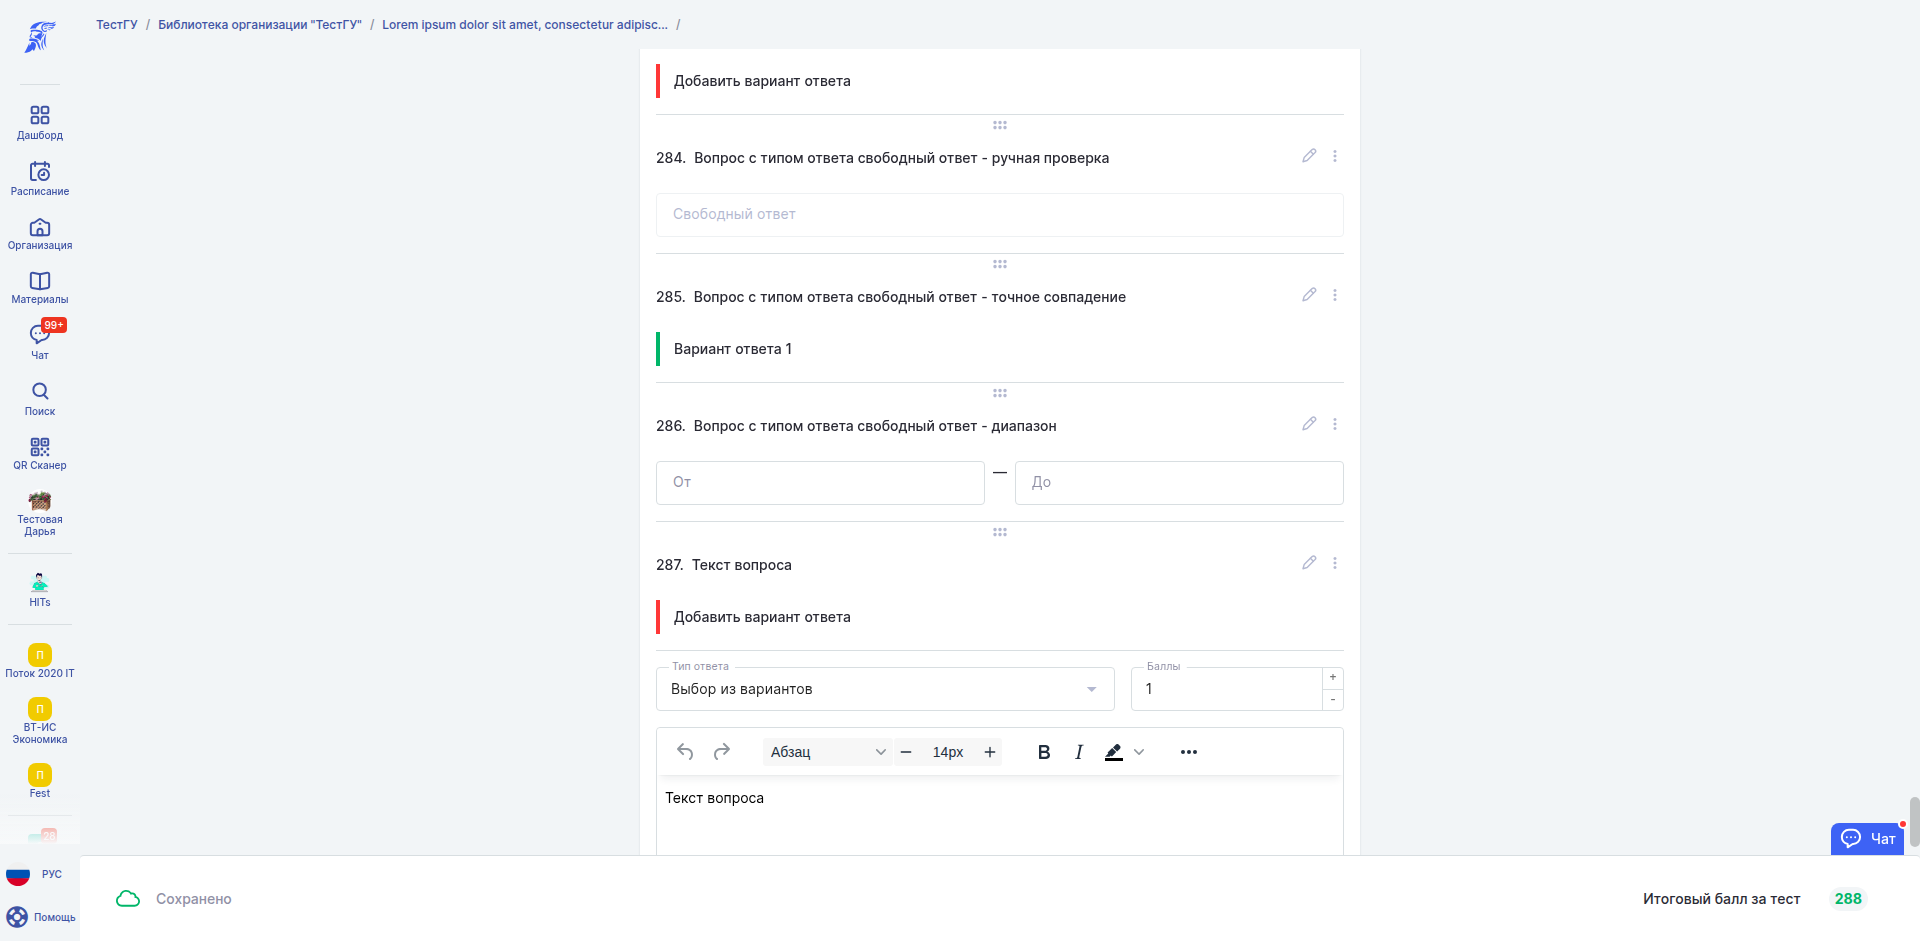 ТестГУ / Библиотека организации "ТестГУ" / Lorem ipsum dolor sit amet, consectetur adipisc... /
Дашборд
Расписание
Организация
Материалы
99+
Чат
Поиск
QR Сканер
Тестовая
Дарья
HITs
П
Поток 2020 IT
П
ВТ-ИС
Экономика
П
Fest
28
РУС
Помощь
Добавить вариант ответа
284. Вопрос с типом ответа свободный ответ - ручная проверка
Свободный ответ
285. Вопрос с типом ответа свободный ответ - точное совпадение
Вариант ответа 1
286. Вопрос с типом ответа свободный ответ - диапазон
От — До
287. Текст вопроса
Добавить вариант ответа
Тип ответа
Выбор из вариантов
Баллы
1
+
-
Абзац − 14px + B I •••
Текст вопроса
Чат
Сохранено
Итоговый балл за тест 288